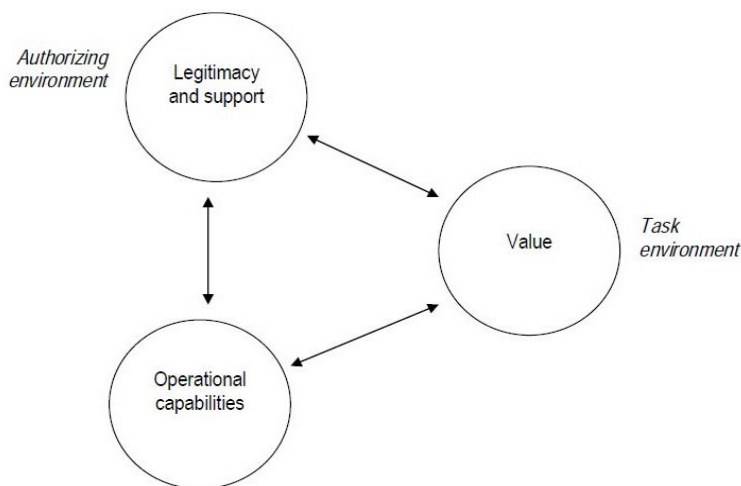 Authorizing
environment
Legitimacy
and support
Value
Task
environment
Operational
capabilities